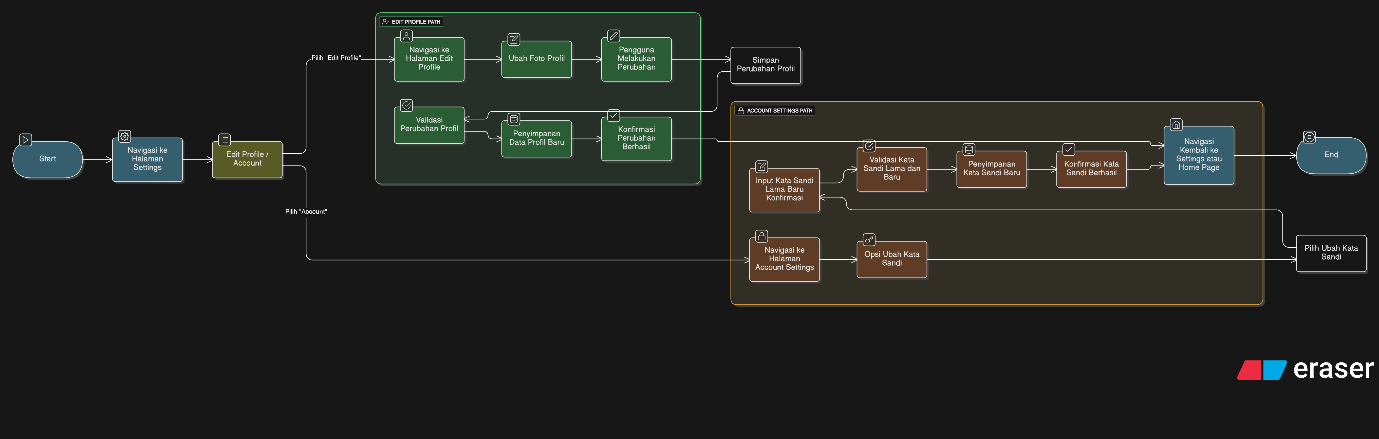 EDIT PROFILE PATH
Navigasi ke
Halaman Edit
Profile
Ubah Foto Profil
Pengguna
Melakukan
Perubahan
Simpan
Perubahan Profil
Pilih "Edit Profile"
Validasi
Perubahan Profil
Penyimpanan
Data Profil Baru
Konfirmasi
Perubahan
Berhasil
Start
Navigasi ke
Halaman
Settings
Edit Profile /
Account
Pilih "Account"
ACCOUNT SETTINGS PATH
Input Kata Sandi
Lama Baru
Konfirmasi
Validasi Kata
Sandi Lama dan
Baru
Penyimpanan
Kata Sandi Baru
Konfirmasi Kata
Sandi Berhasil
Navigasi
Kembali ke
Settings atau
Home Page
End
Navigasi ke
Halaman
Account Settings
Opsi Ubah Kata
Sandi
Pilih Ubah Kata
Sandi
eraser